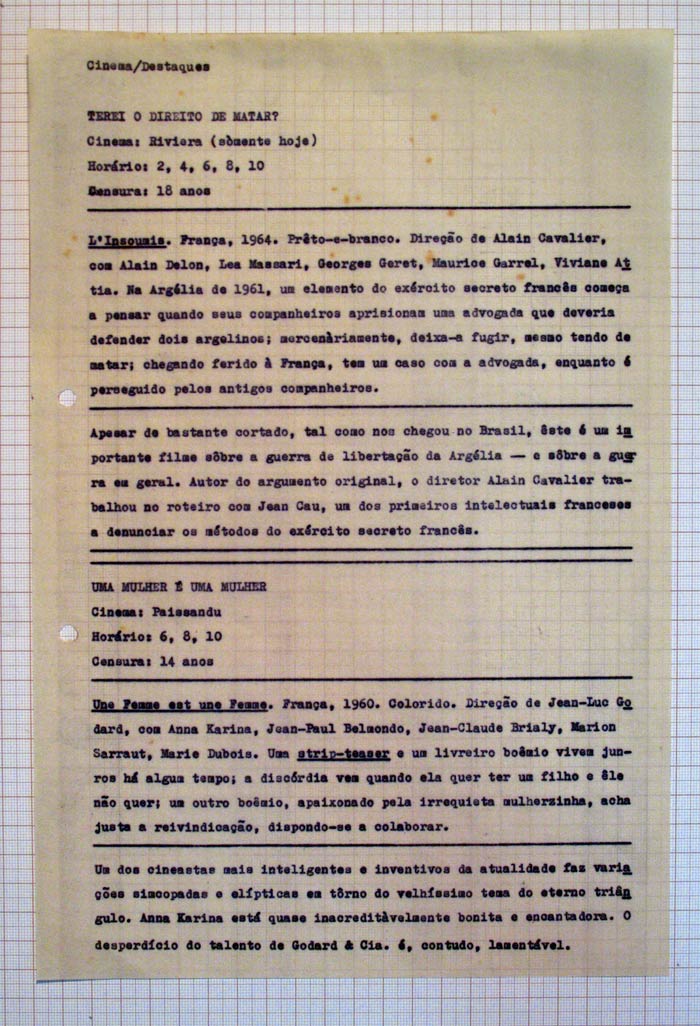 Cinema/Destaques
TEREI O DIREITO DE MATAR?
Cinema: Riviera (sòmente hoje)
Horário: 2, 4, 6, 8, 10
Censura: 18 anos
L'Insoumis. França, 1964. Prêto-e-branco. Direção de Alain Cavalier,
com Alain Delon, Lea Massari, Georges Geret, Maurice Garrel, Viviane At
tia. Na Argélia de 1961, um elemento do exército secreto francês começa
a pensar quando seus companheiros aprisionam uma advogada que deveria
defender dois argelinos; mercenàriamente, deixa-a fugir, mesmo tendo de
matar; chegando ferido à França, tem um caso com a advogada, enquanto é
perseguido pelos antigos companheiros.
Apesar de bastante cortado, tal como nos chegou no Brasil, êste é um im
portante filme sôbre a guerra de libertação da Argélia — e sôbre a guer
ra em geral. Autor do argumento original, o diretor Alain Cavalier tra-
balhou no roteiro com Jean Cau, um dos primeiros intelectuais franceses
a denunciar os métodos do exército secreto francês.
UMA MULHER É UMA MULHER
Cinema: Paissandu
Horário: 6, 8, 10
Censura: 14 anos
Une Femme est une Femme. França, 1960. Colorido. Direção de Jean-Luc Go
dard, com Anna Karina, Jean-Paul Belmondo, Jean-Claude Brialy, Marion
Sarraut, Marie Dubois. Uma strip-teaser e um livreiro boêmio vivem jun-
ros há algum tempo; a discórdia vem quando ela quer ter um filho e êle
não quer; um outro boêmio, apaixonado pela irrequieta mulherzinha, acha
justa a reivindicação, dispondo-se a colaborar.
Um dos cineastas mais inteligentes e inventivos da atualidade faz varia
ções simcopadas e elípticas em tôrno do velhíssimo tema do eterno triân
gulo. Anna Karina está quase inacreditàvelmente bonita e encantadora. O
desperdício do talento de Godard & Cia. é, contudo, lamentável.